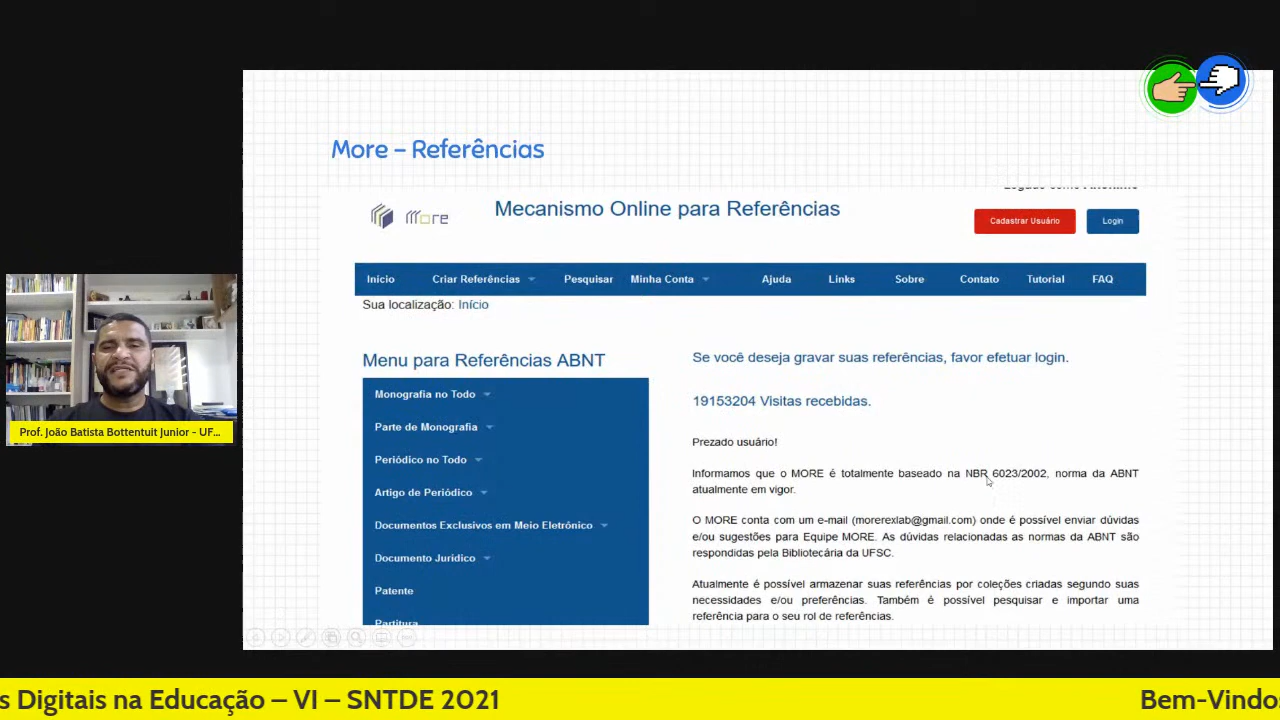 More – Referências
Logado como Anônimo
more
Mecanismo Online para Referências
Cadastrar Usuário
Login
Início
Criar Referências
Pesquisar
Minha Conta
Ajuda
Links
Sobre
Contato
Tutorial
FAQ
Sua localização: Início
Menu para Referências ABNT
Monografia no Todo
Parte de Monografia
Periódico no Todo
Artigo de Periódico
Documentos Exclusivos em Meio Eletrônico
Documento Jurídico
Patente
Partitura
Se você deseja gravar suas referências, favor efetuar login.
19153204 Visitas recebidas.
Prezado usuário!
Informamos que o MORE é totalmente baseado na NBR 6023/2002, norma da ABNT
atualmente em vigor.
O MORE conta com um e-mail (morerexlab@gmail.com) onde é possível enviar dúvidas
e/ou sugestões para Equipe MORE. As dúvidas relacionadas as normas da ABNT são
respondidas pela Bibliotecária da UFSC.
Atualmente é possível armazenar suas referências por coleções criadas segundo suas
necessidades e/ou preferências. Também é possível pesquisar e importar uma
referência para o seu rol de referências.
Prof. João Batista Bottentuit Junior - UF...
s Digitais na Educação – VI – SNTDE 2021
Bem-Vindo